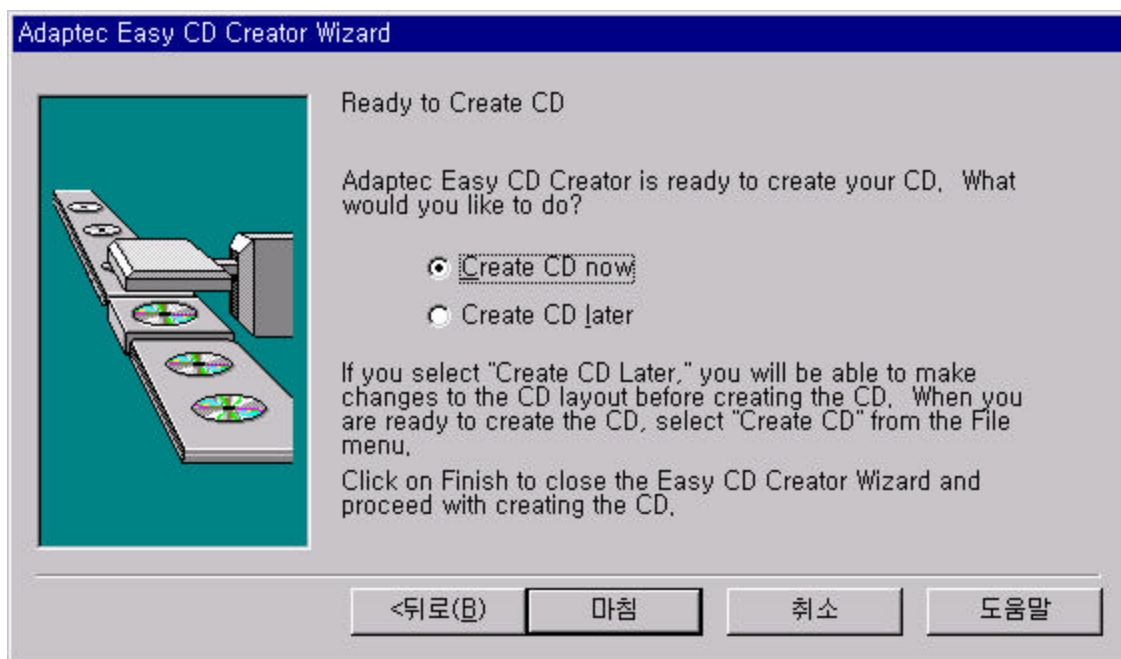 Adaptec Easy CD Creator Wizard
Ready to Create CD
Adaptec Easy CD Creator is ready to create your CD. What
would you like to do?
Create CD now
Create CD later
If you select "Create CD Later," you will be able to make
changes to the CD layout before creating the CD. When you
are ready to create the CD, select "Create CD" from the File
menu.
Click on Finish to close the Easy CD Creator Wizard and
proceed with creating the CD.
<뒤로(B) 마침 취소 도움말